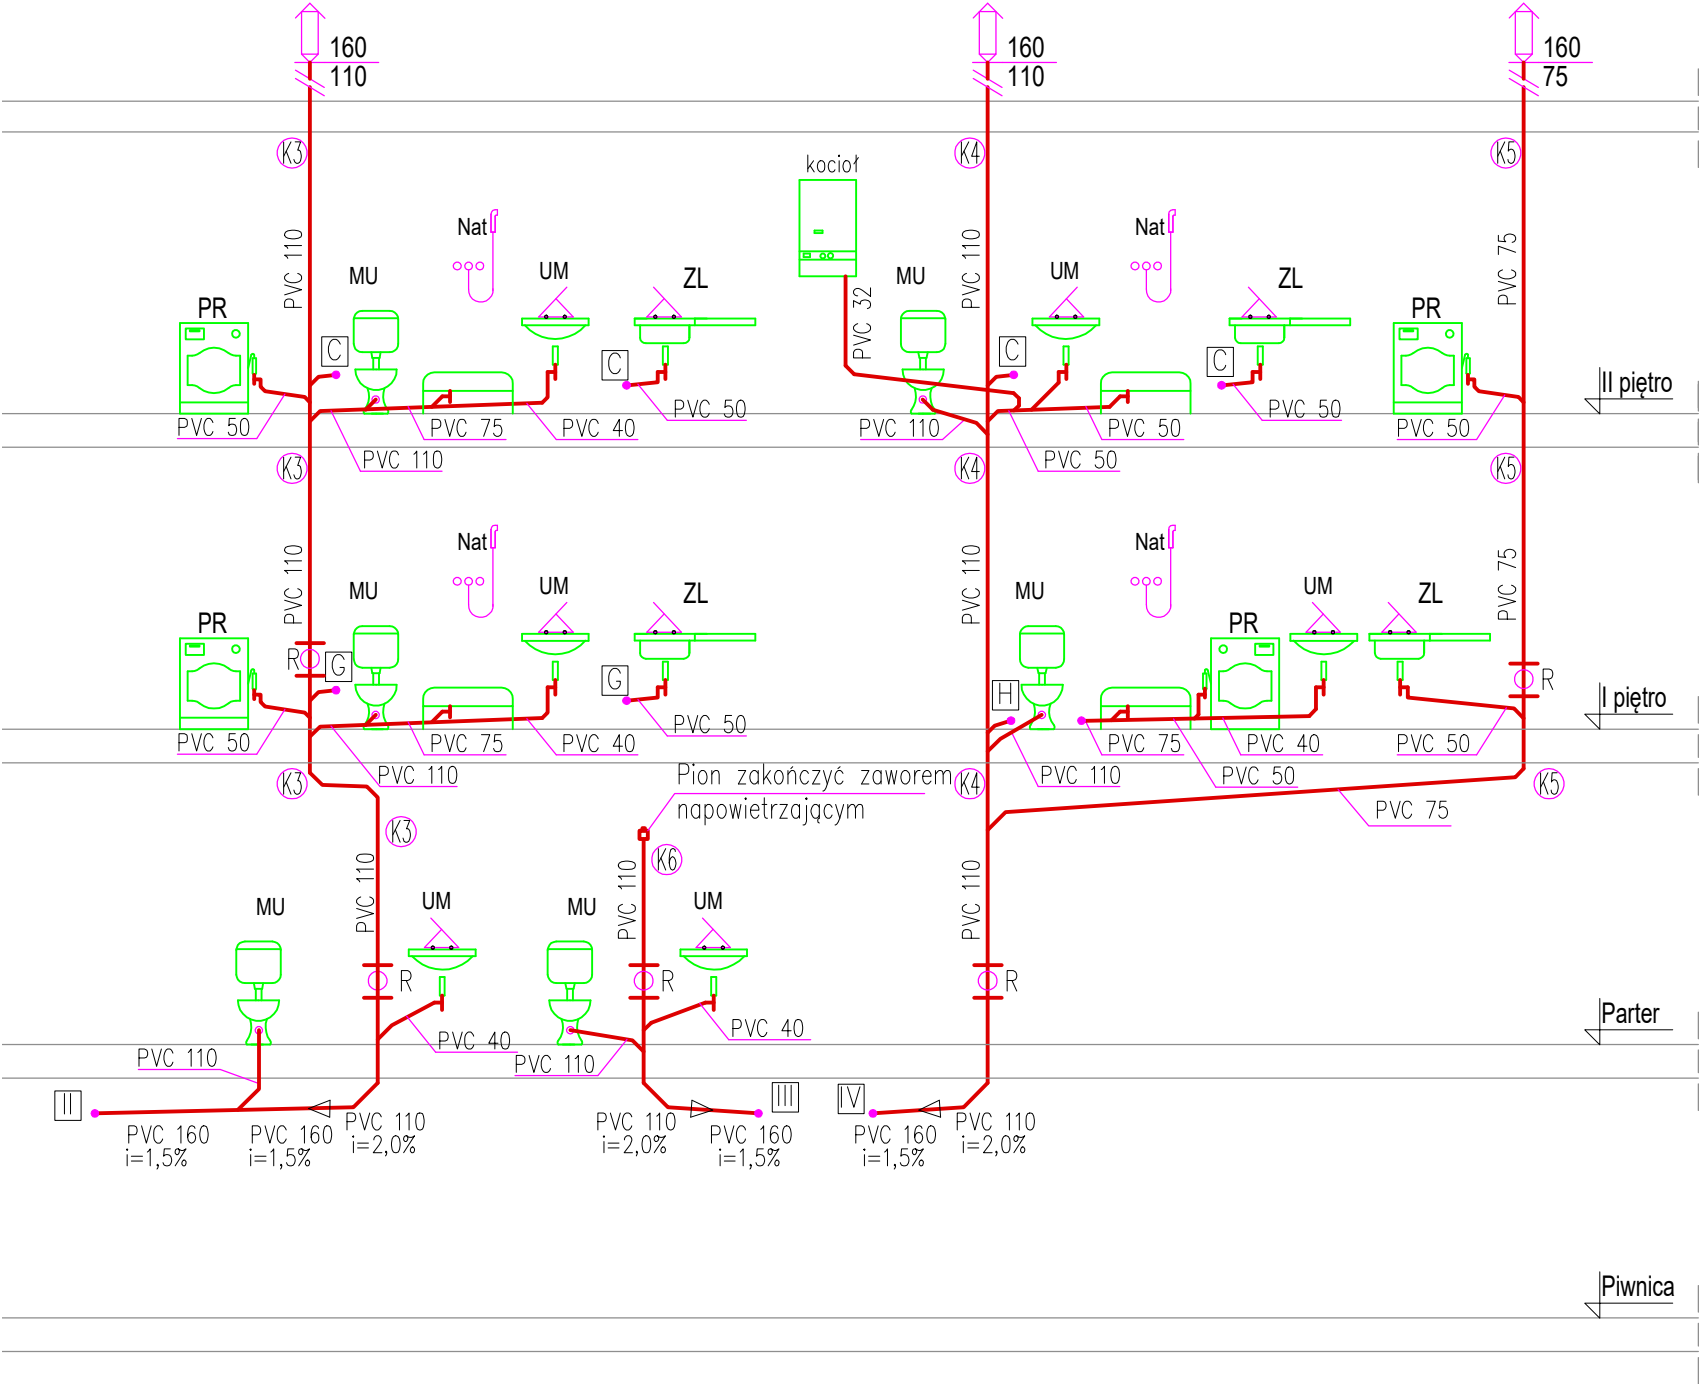 160
110
160
110
160
75
K3
K4
K5
kocioł
PVC 110
Nat
PVC 110
Nat
PVC 75
MU
UM
ZL
MU
UM
ZL
PR
PVC 32
PR
C
C
C
C
II piętro
PVC 50
PVC 75
PVC 40
PVC 50
PVC 110
PVC 50
PVC 50
PVC 50
PVC 110
PVC 50
K3
K4
K5
PVC 110
Nat
PVC 110
Nat
PVC 75
MU
UM
ZL
MU
UM
ZL
PR
PR
R
G
G
H
R
I piętro
PVC 50
PVC 75
PVC 40
PVC 50
PVC 75
PVC 40
PVC 50
PVC 110
PVC 110
PVC 50
K3
Pion zakończyć zaworem
napowietrzającym
K4
K5
PVC 75
K3
K6
PVC 110
PVC 110
PVC 110
MU
UM
MU
UM
R
R
R
Parter
PVC 40
PVC 40
PVC 110
PVC 110
II
III
IV
PVC 160
i=1,5%
PVC 160
i=1,5%
PVC 110
i=2,0%
PVC 110
i=2,0%
PVC 160
i=1,5%
PVC 160
i=1,5%
PVC 110
i=2,0%
Piwnica